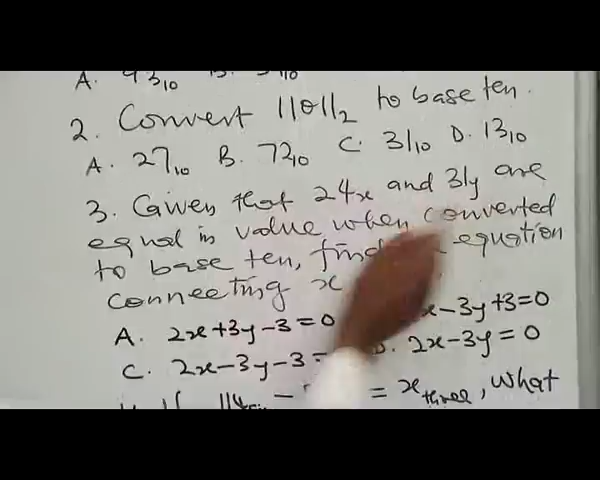 A. 93₁₀ B.
2. Convert 11011₂ to base ten.
A. 27₁₀ B. 72₁₀ C. 31₁₀ D. 13₁₀
3. Given that 24x and 31y are
equal in value when converted
to base ten, find equation
connecting x
A. 2x+3y-3=0 x-3y+3=0
C. 2x-3y-3= D. 2x-3y=0
= x three, what